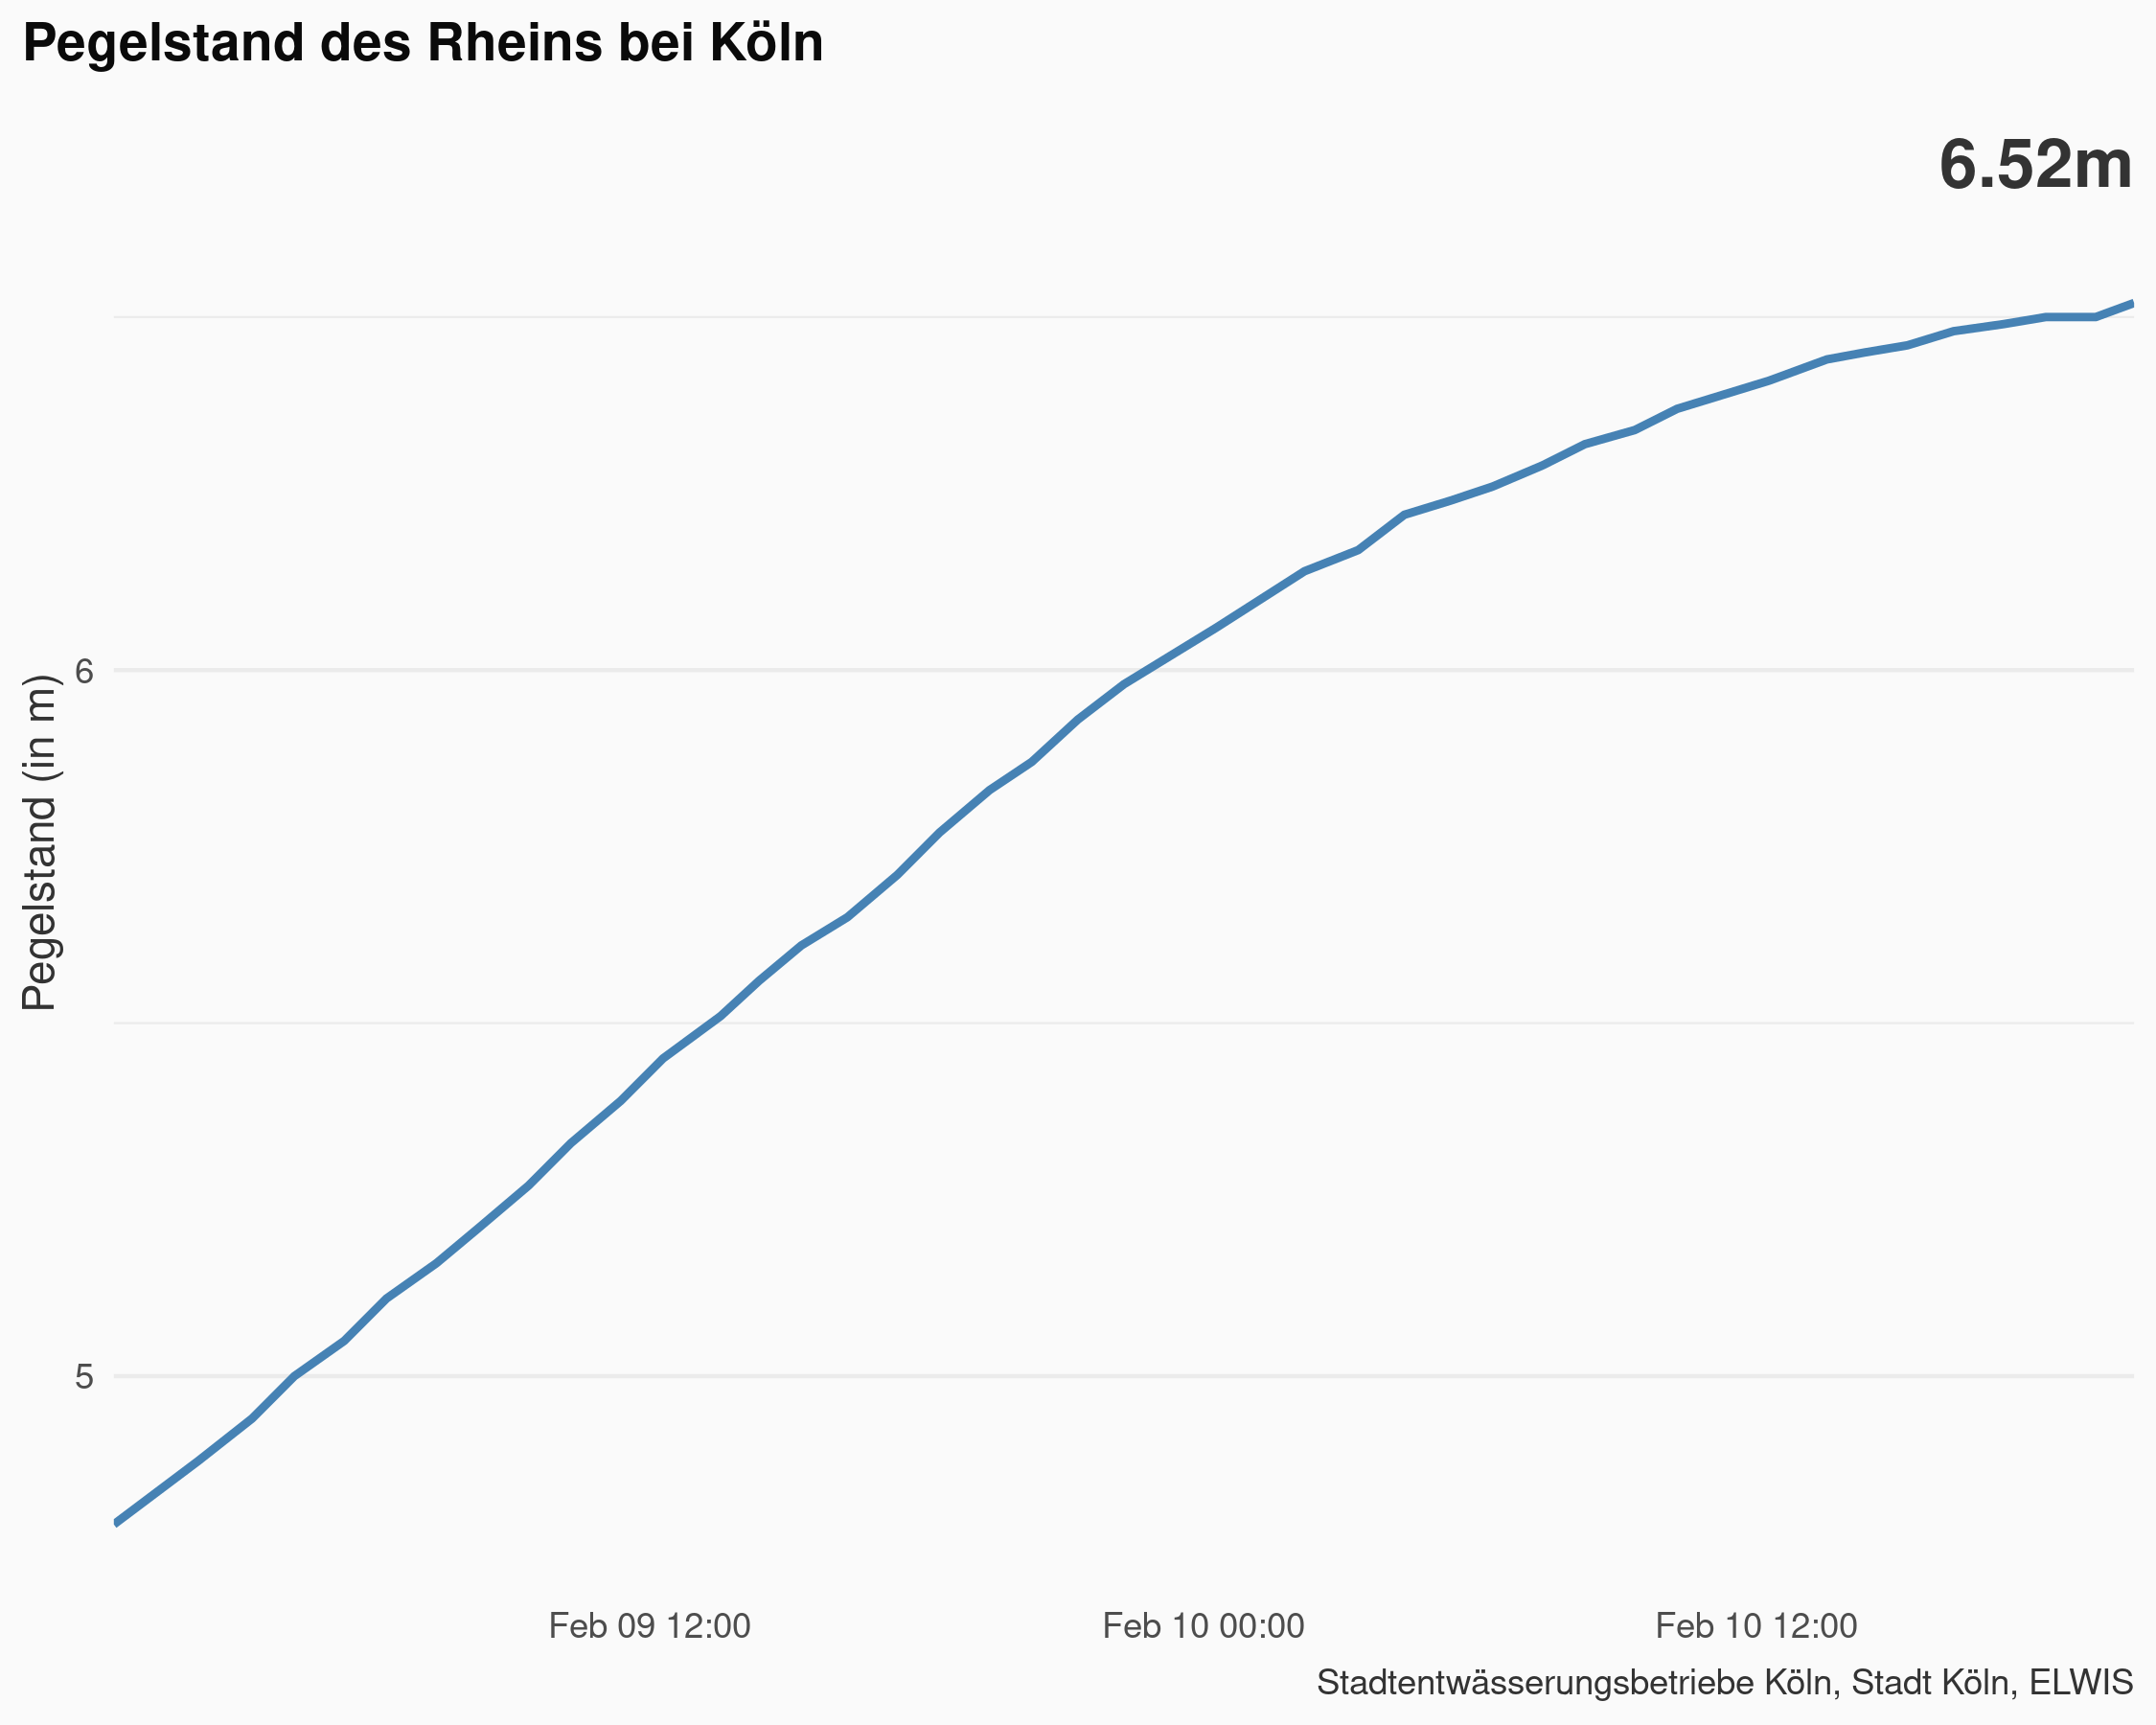 Pegelstand des Rheins bei Köln
6.52m
Pegelstand (in m)
6
5
Feb 09 12:00
Feb 10 00:00
Feb 10 12:00
Stadtentwässerungsbetriebe Köln, Stadt Köln, ELWIS